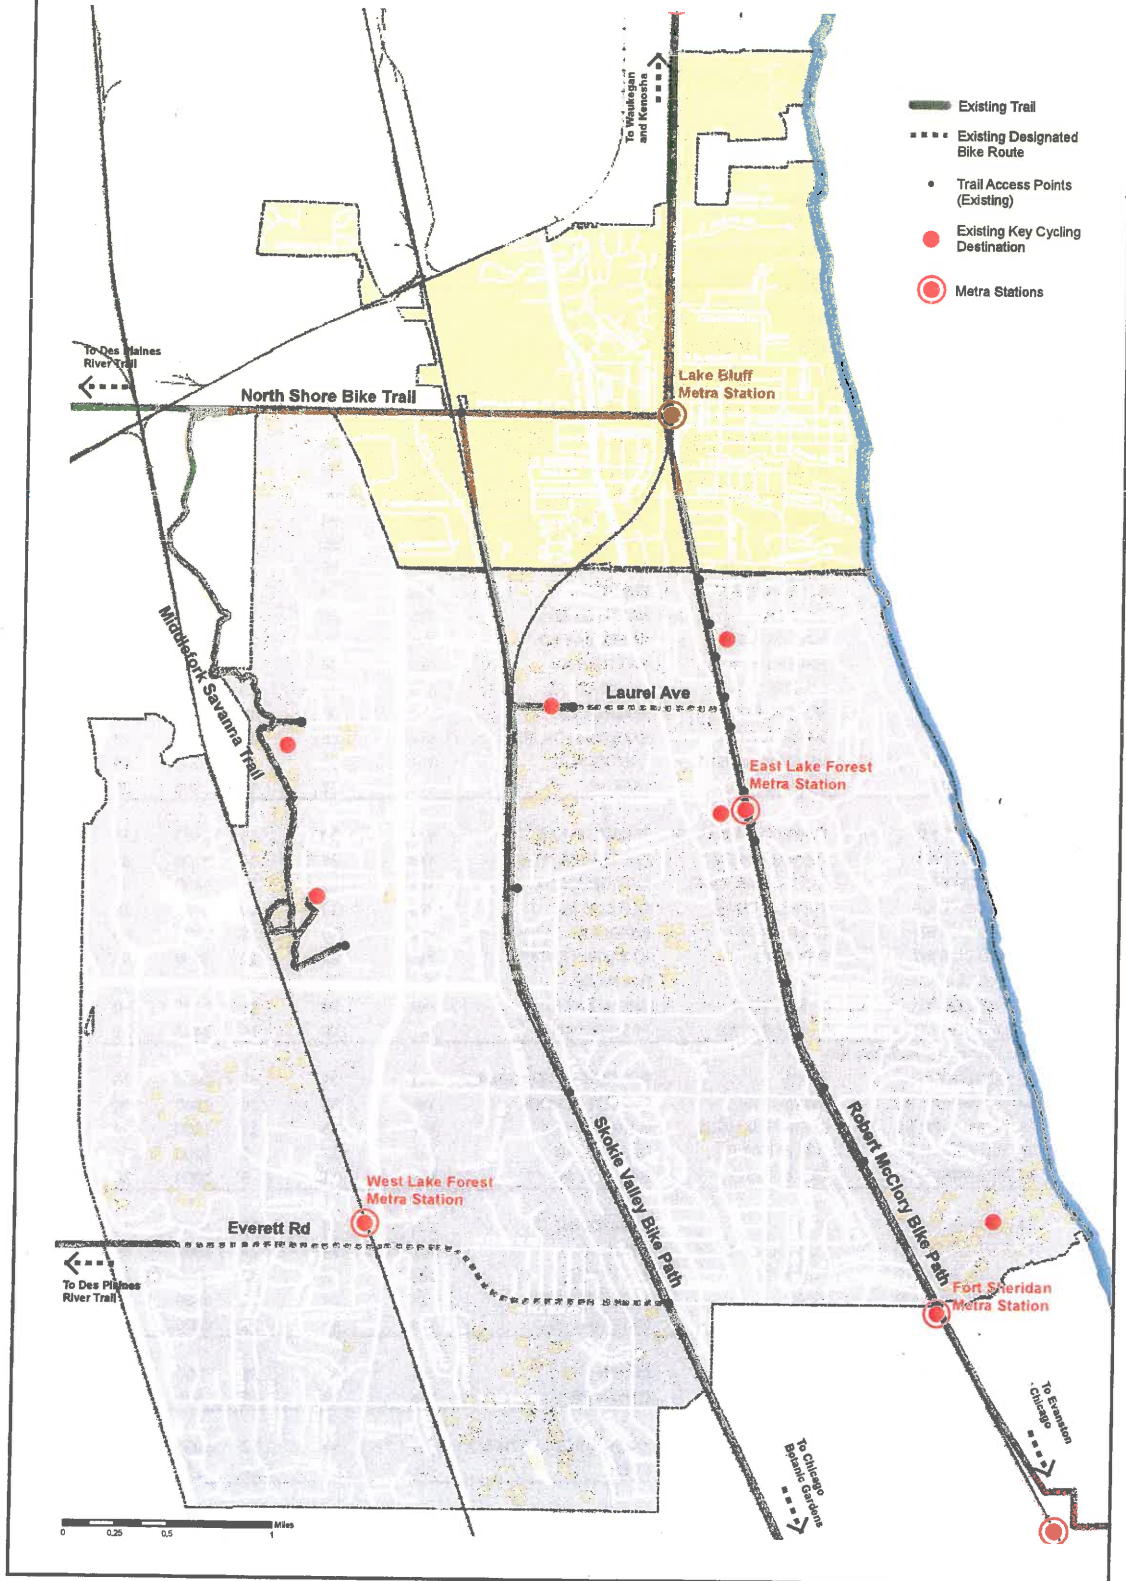 To Waukegan
and Kenosha
Existing Trail
Existing Designated
Bike Route
Trail Access Points
(Existing)
Existing Key Cycling
Destination
Metra Stations
To Des Plaines
River Trail
North Shore Bike Trail
Lake Bluff
Metra Station
Middlefork Savanna Trail
Laurel Ave
East Lake Forest
Metra Station
Skokie Valley Bike Path
Robert McClory Bike Path
West Lake Forest
Metra Station
Everett Rd
To Des Plaines
River Trail
Fort Sheridan
Metra Station
To Evanston
Chicago
To Chicago
Botanic Gardens
Miles
0
0.25
0.5
1